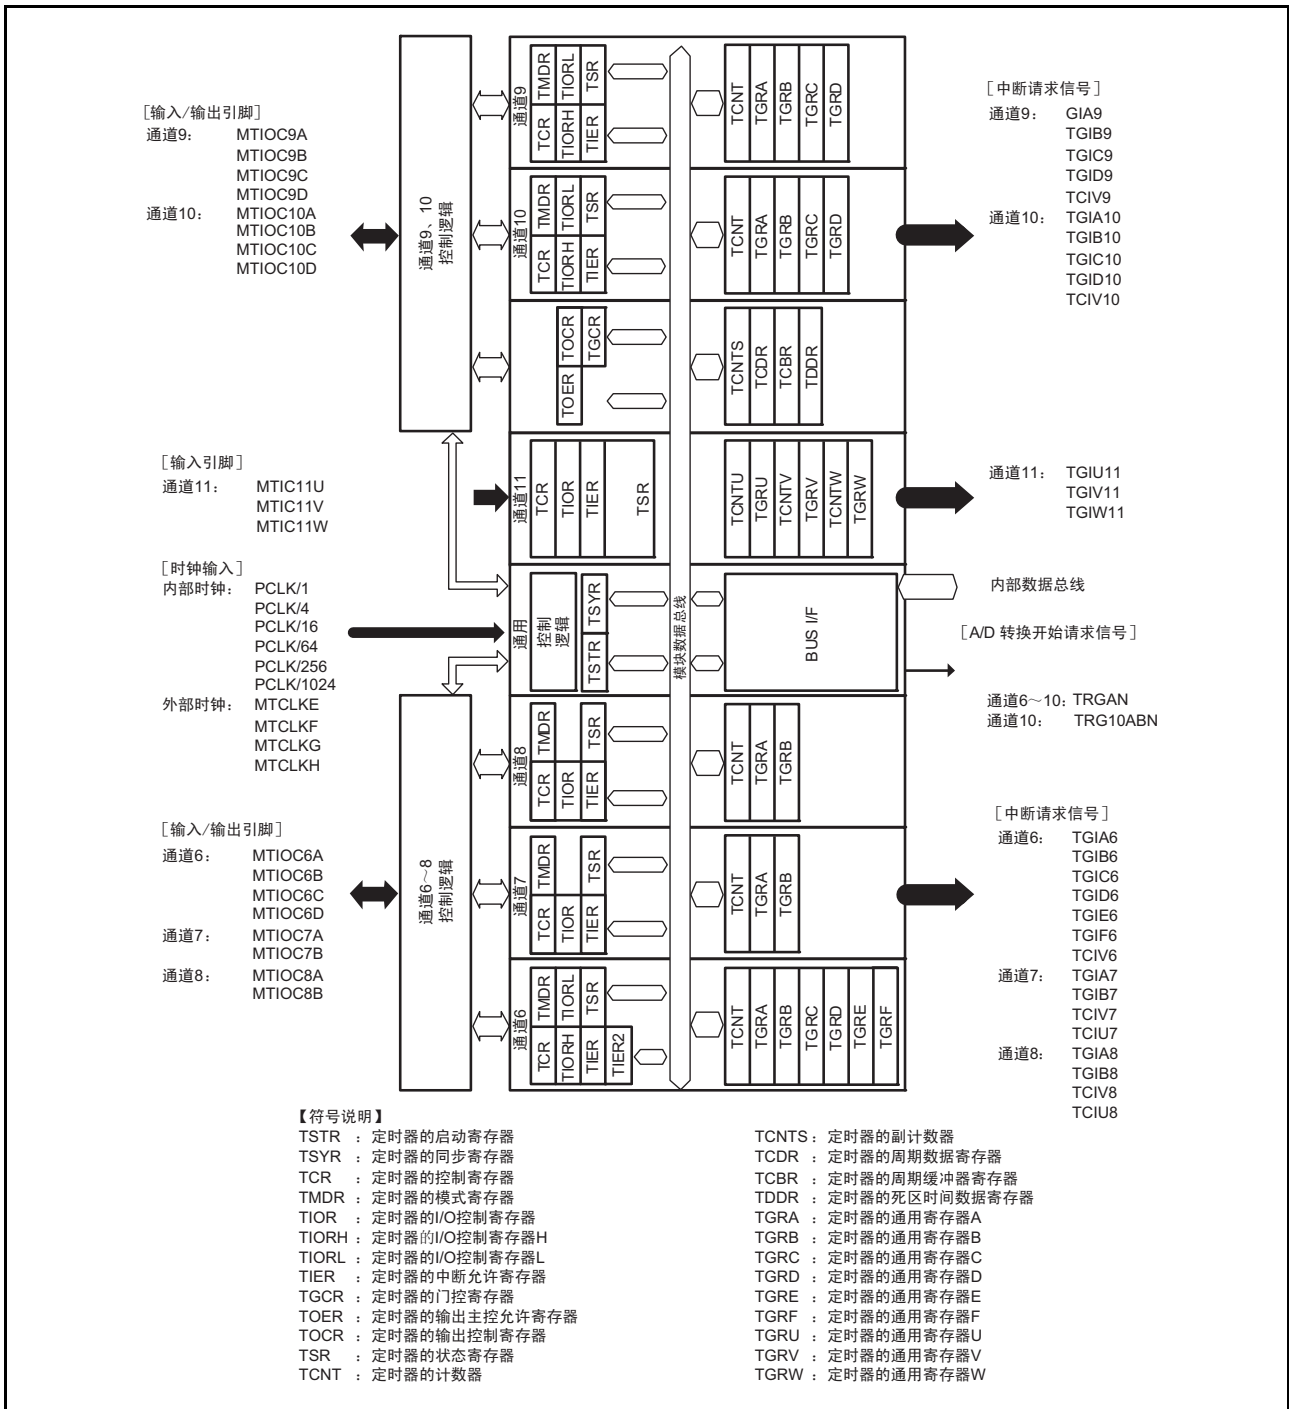 [输入/输出引脚]
通道9： MTIOC9A
MTIOC9B
MTIOC9C
MTIOC9D
通道10： MTIOC10A
MTIOC10B
MTIOC10C
MTIOC10D
[输入引脚]
通道11： MTIC11U
MTIC11V
MTIC11W
[时钟输入]
内部时钟： PCLK/1
PCLK/4
PCLK/16
PCLK/64
PCLK/256
PCLK/1024
外部时钟： MTCLKE
MTCLKF
MTCLKG
MTCLKH
[输入/输出引脚]
通道6： MTIOC6A
MTIOC6B
MTIOC6C
MTIOC6D
通道7： MTIOC7A
MTIOC7B
通道8： MTIOC8A
MTIOC8B
通道9、10
控制逻辑
通道6～8
控制逻辑
通道9
TMDR TIORL TSR
TCR TIORH TIER
TCNT TGRA TGRB TGRC TGRD
通道10
TMDR TIORL TSR
TCR TIORH TIER
TCNT TGRA TGRB TGRC TGRD
TOCR TGCR
TOER
TCNTS TCDR TCBR TDDR
通道11
TCR TIOR TIER TSR
TCNTU TGRU TCNTV TGRV TCNTW TGRW
通用
控制
逻辑
TSYR
TSTR
模块数据总线
BUS I/F
通道8
TMDR TSR
TCR TIOR TIER
TCNT TGRA TGRB
通道7
TMDR TSR
TCR TIOR TIER
TCNT TGRA TGRB
通道6
TMDR TIORL TSR
TCR TIORH TIER TIER2
TCNT TGRA TGRB TGRC TGRD TGRE TGRF
[中断请求信号]
通道9： GIA9
TGIB9
TGIC9
TGID9
TCIV9
通道10： TGIA10
TGIB10
TGIC10
TGID10
TCIV10
通道11： TGIU11
TGIV11
TGIW11
内部数据总线
[A/D 转换开始请求信号]
通道6～10： TRGAN
通道10： TRG10ABN
[中断请求信号]
通道6： TGIA6
TGIB6
TGIC6
TGID6
TGIE6
TGIF6
TCIV6
通道7： TGIA7
TGIB7
TCIV7
TCIU7
通道8： TGIA8
TGIB8
TCIV8
TCIU8
【符号说明】
TSTR ：定时器的启动寄存器
TSYR ：定时器的同步寄存器
TCR ：定时器的控制寄存器
TMDR ：定时器的模式寄存器
TIOR ：定时器的I/O控制寄存器
TIORH ：定时器的I/O控制寄存器H
TIORL ：定时器的I/O控制寄存器L
TIER ：定时器的中断允许寄存器
TGCR ：定时器的门控寄存器
TOER ：定时器的输出主控允许寄存器
TOCR ：定时器的输出控制寄存器
TSR ：定时器的状态寄存器
TCNT ：定时器的计数器
TCNTS ：定时器的副计数器
TCDR ：定时器的周期数据寄存器
TCBR ：定时器的周期缓冲器寄存器
TDDR ：定时器的死区时间数据寄存器
TGRA ：定时器的通用寄存器A
TGRB ：定时器的通用寄存器B
TGRC ：定时器的通用寄存器C
TGRD ：定时器的通用寄存器D
TGRE ：定时器的通用寄存器E
TGRF ：定时器的通用寄存器F
TGRU ：定时器的通用寄存器U
TGRV ：定时器的通用寄存器V
TGRW ：定时器的通用寄存器W